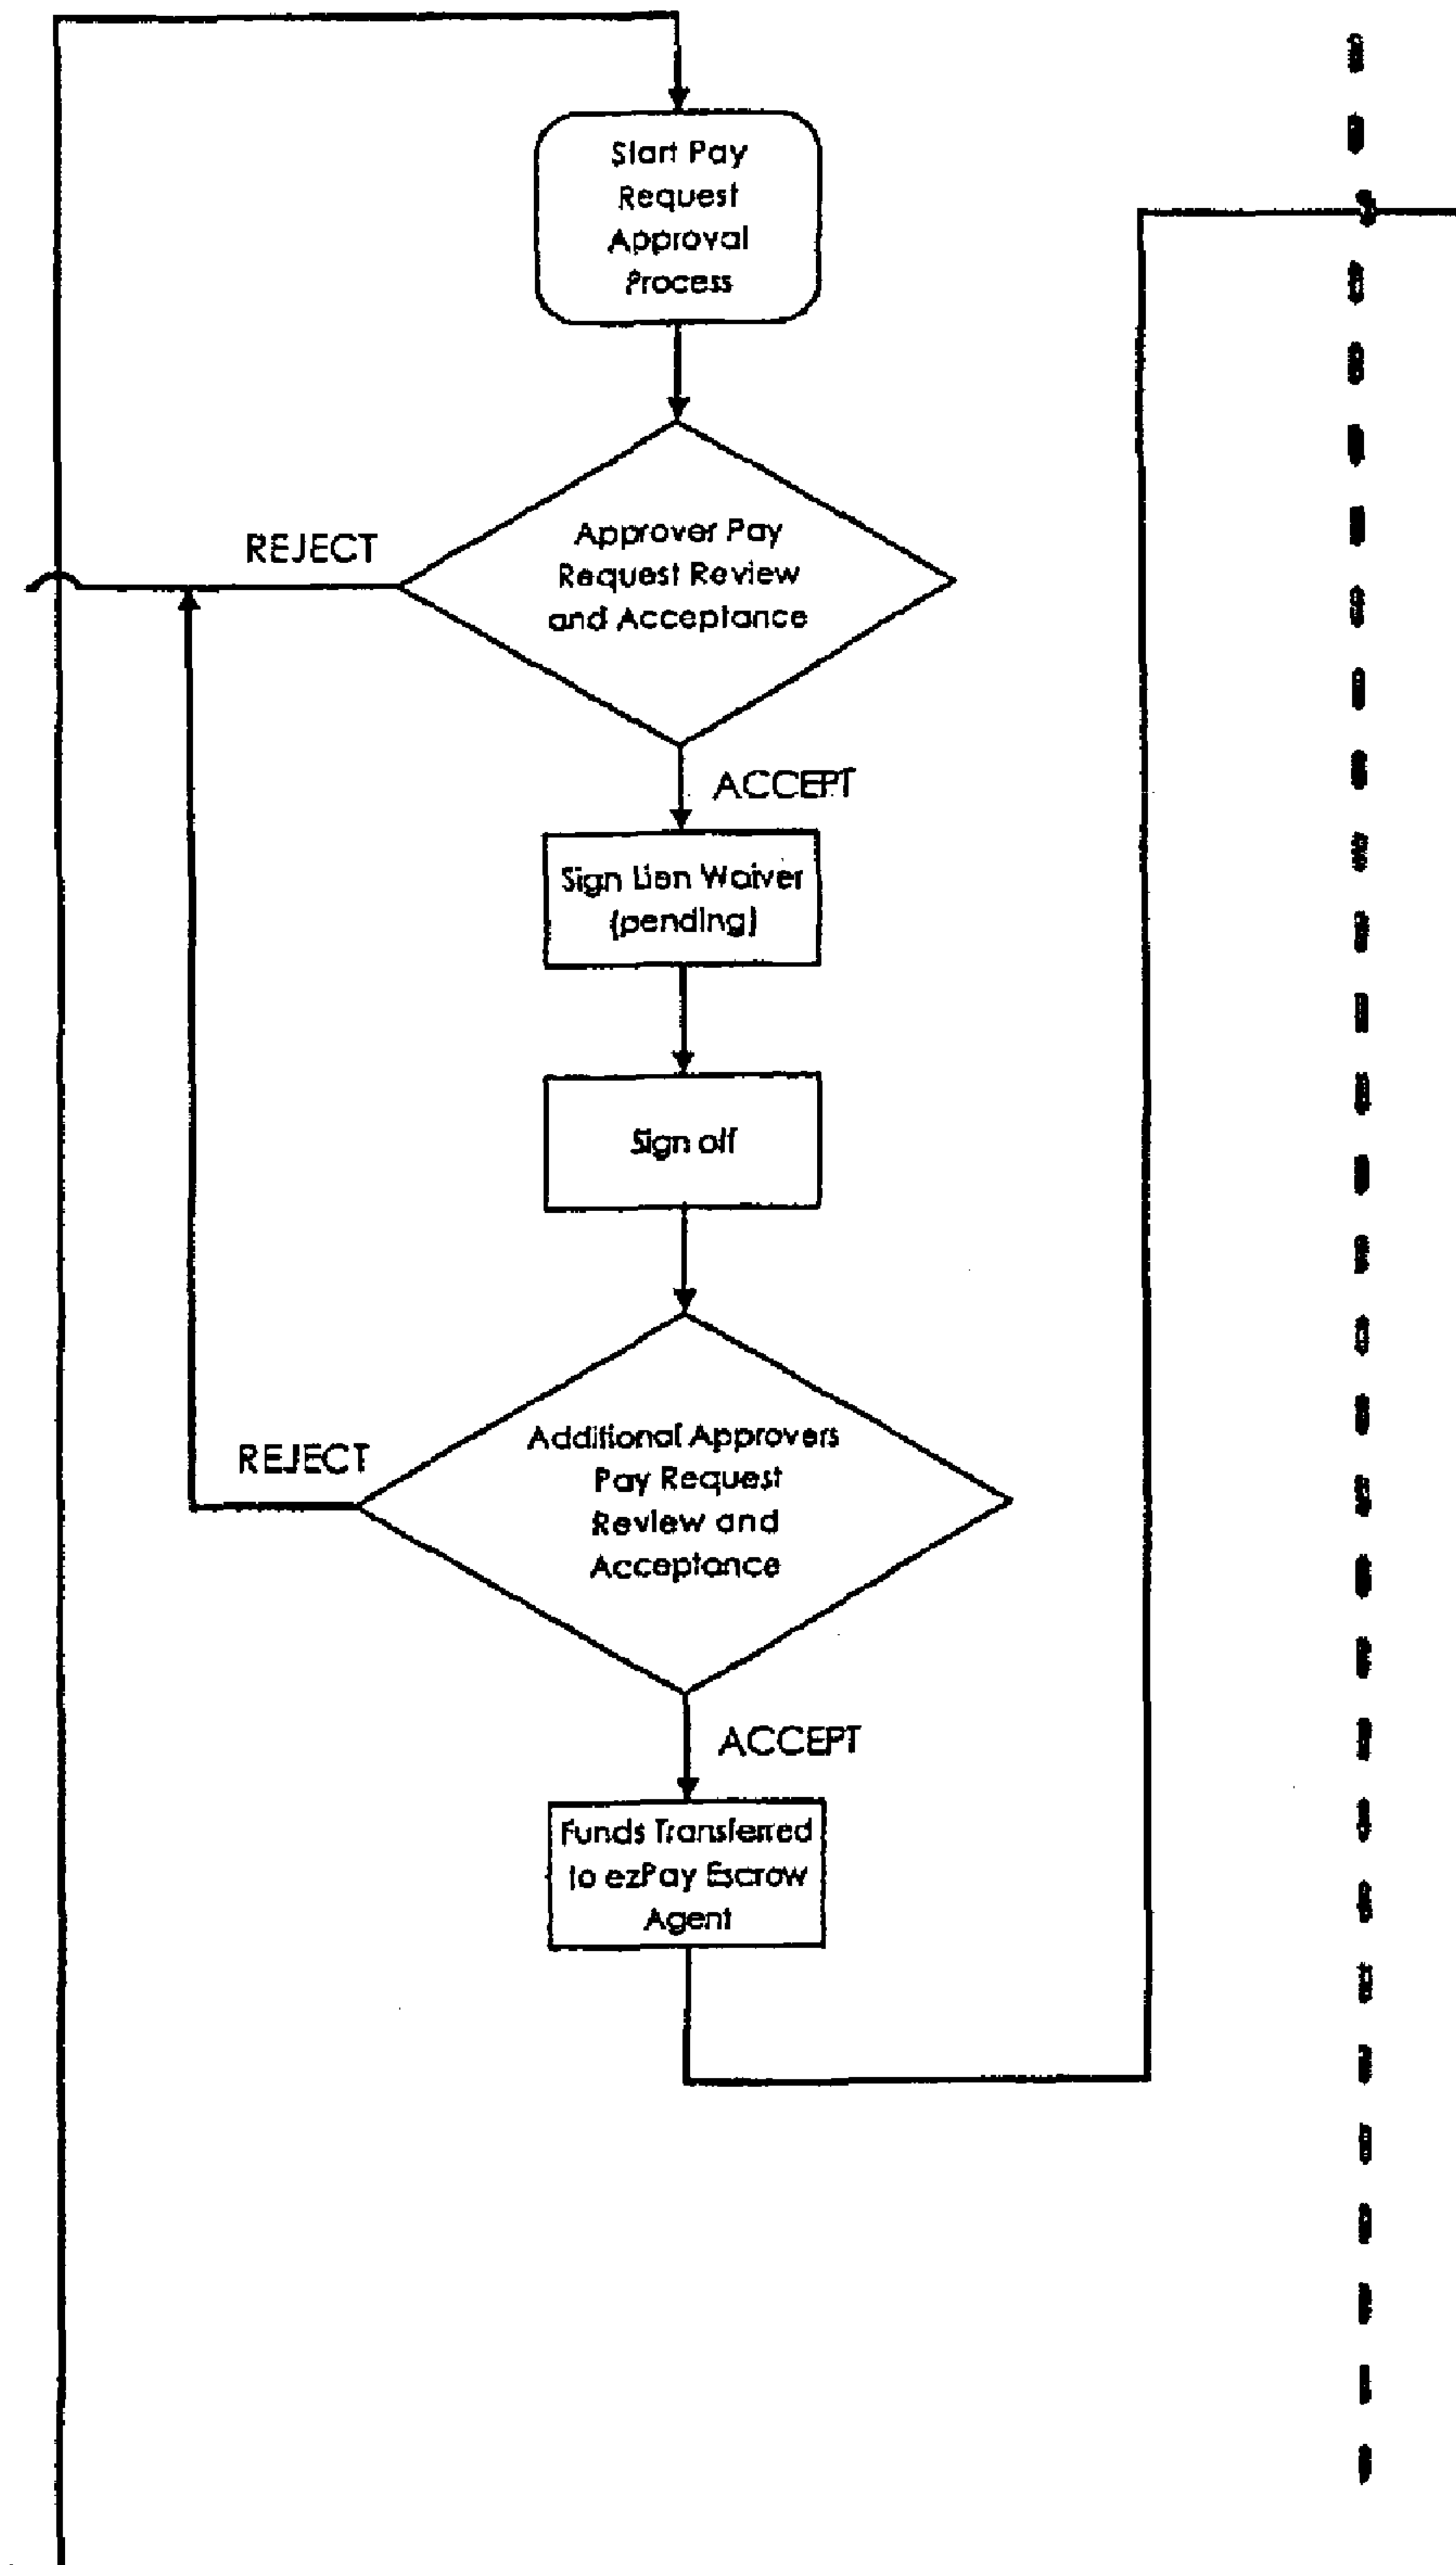 Start Pay
Request
Approval
Process
REJECT
Approver Pay
Request Review
and Acceptance
ACCEPT
Sign Lien Waiver
(pending)
Sign off
REJECT
Additional Approvers
Pay Request
Review and
Acceptance
ACCEPT
Funds Transferred
to ezPay Escrow
Agent